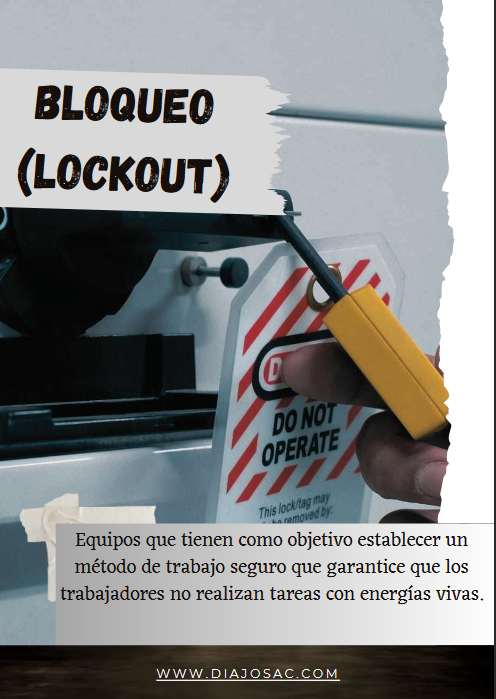 BLOQUEO
(LOCKOUT)
DO NOT
OPERATE
This lock/tag may
be removed by:
Equipos que tienen como objetivo establecer un
método de trabajo seguro que garantice que los
trabajadores no realizan tareas con energías vivas.
WWW.DIAJOSAC.COM